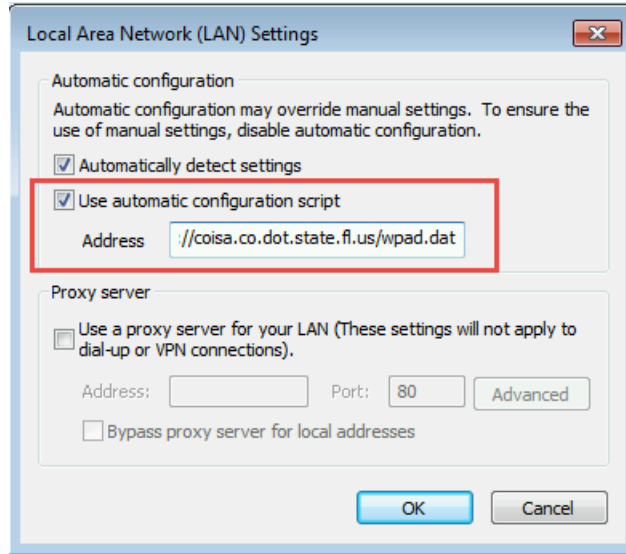 Local Area Network (LAN) Settings
Automatic configuration
Automatic configuration may override manual settings. To ensure the
use of manual settings, disable automatic configuration.
Automatically detect settings
Use automatic configuration script
Address ://coisa.co.dot.state.fl.us/wpad.dat
Proxy server
Use a proxy server for your LAN (These settings will not apply to
dial-up or VPN connections).
Address: Port: 80 Advanced
Bypass proxy server for local addresses
OK Cancel